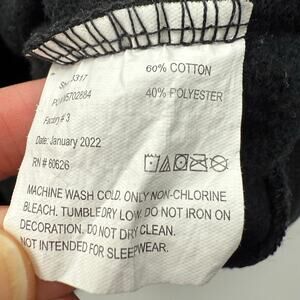 60% COTTON
40% POLYESTER
Factory # 3
Date: January 2022
RN # 60626
MACHINE WASH COLD. ONLY NON-CHLORINE
BLEACH. TUMBLE DRY LOW. DO NOT IRON ON
DECORATION. DO NOT DRY CLEAN.
NOT INTENDED FOR SLEEPWEAR.